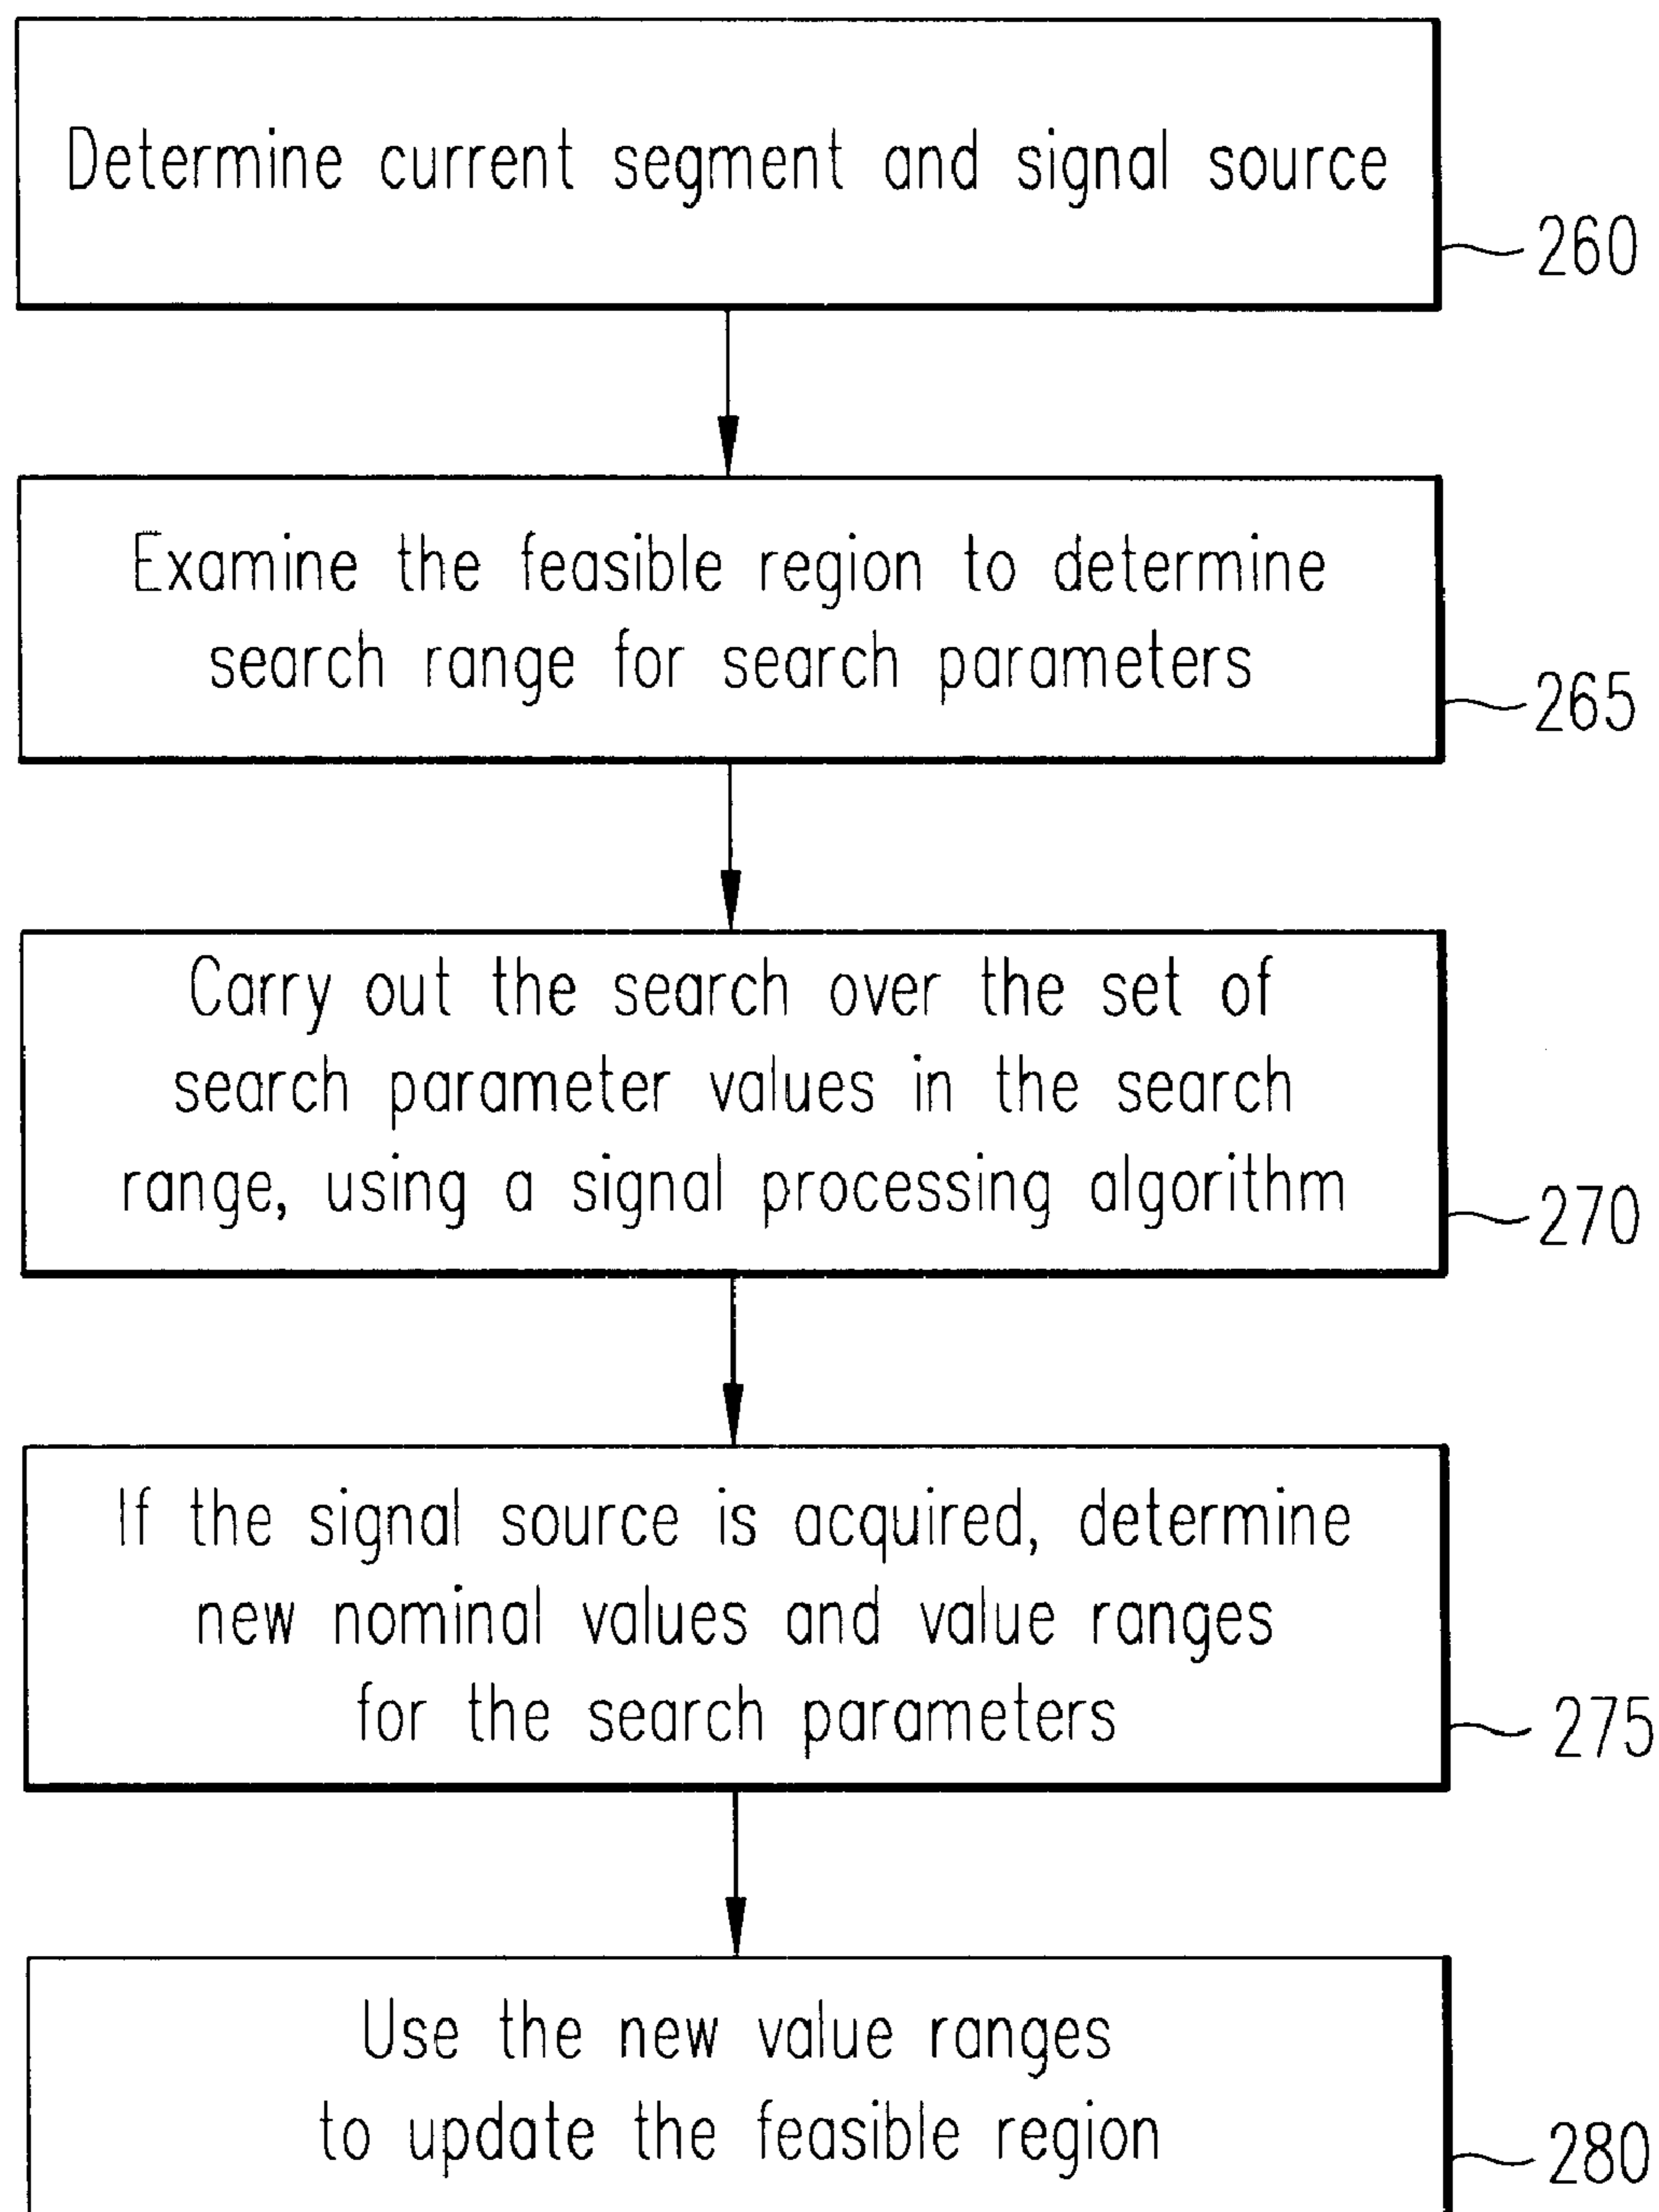 Determine current segment and signal source
260
Examine the feasible region to determine
search range for search parameters
265
Carry out the search over the set of
search parameter values in the search
range, using a signal processing algorithm
270
If the signal source is acquired, determine
new nominal values and value ranges
for the search parameters
275
Use the new value ranges
to update the feasible region
280